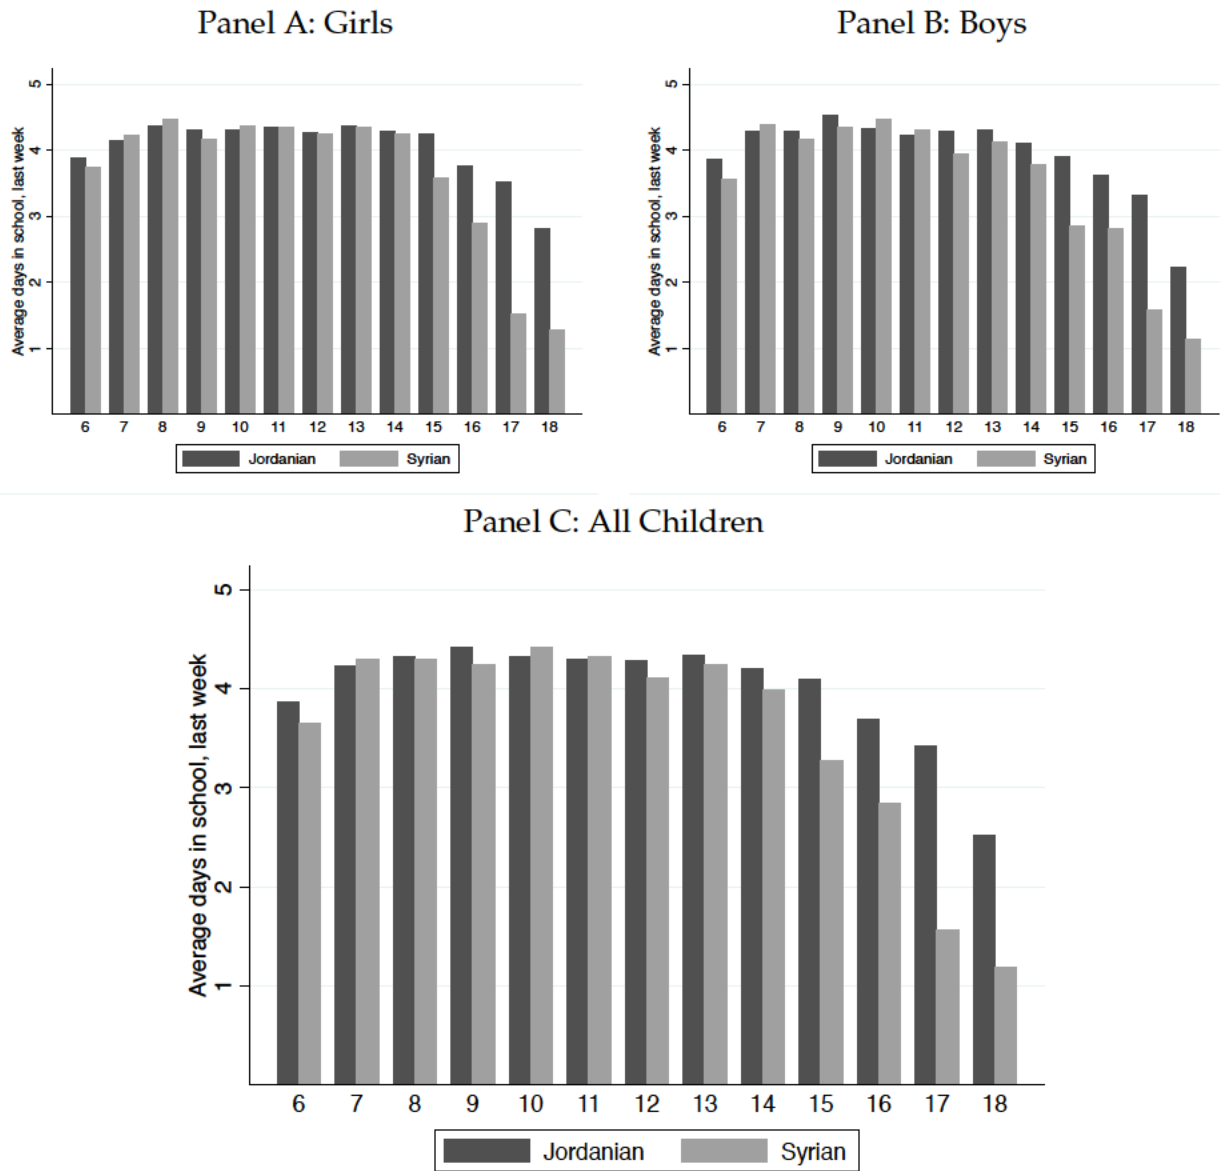 Panel A: Girls
Average days in school, last week
5
4
3
2
1
6 7 8 9 10 11 12 13 14 15 16 17 18
Jordanian Syrian
Panel B: Boys
Average days in school, last week
5
4
3
2
1
6 7 8 9 10 11 12 13 14 15 16 17 18
Jordanian Syrian
Panel C: All Children
Average days in school, last week
5
4
3
2
1
6 7 8 9 10 11 12 13 14 15 16 17 18
Jordanian Syrian